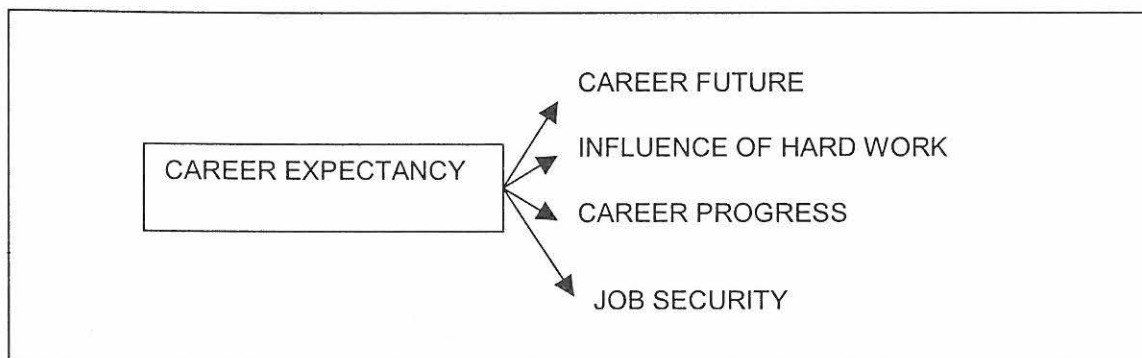 CAREER FUTURE
INFLUENCE OF HARD WORK
CAREER EXPECTANCY
CAREER PROGRESS
JOB SECURITY